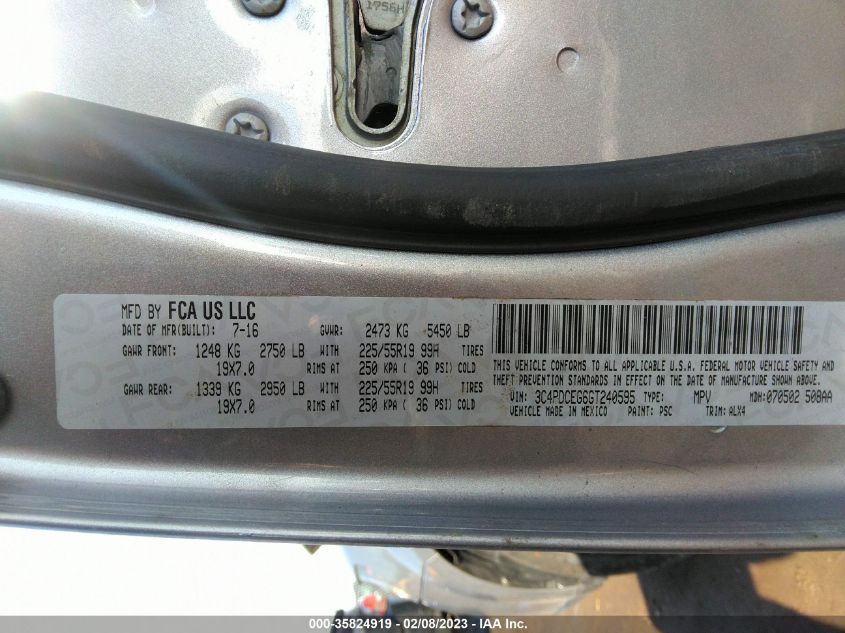 1756H
MFD BY FCA US LLC
DATE OF MFR(BUILT): 7-16 GVWR: 2473 KG 5450 LB
GAWR FRONT: 1248 KG 2750 LB WITH 225/55R19 99H TIRES
19X7.0 RIMS AT 250 KPA ( 36 PSI) COLD
GAWR REAR: 1339 KG 2950 LB WITH 225/55R19 99H TIRES
19X7.0 RIMS AT 250 KPA ( 36 PSI) COLD
THIS VEHICLE CONFORMS TO ALL APPLICABLE U.S.A. FEDERAL MOTOR VEHICLE SAFETY AND
THEFT PREVENTION STANDARDS IN EFFECT ON THE DATE OF MANUFACTURE SHOWN ABOVE.
VIN: 3C4PDCEG6GT240595 TYPE: MPV MDH: 070502 509AA
VEHICLE MADE IN MEXICO PAINT: PSC TRIM: ALX4
000-35824919 - 02/08/2023 - IAA Inc.